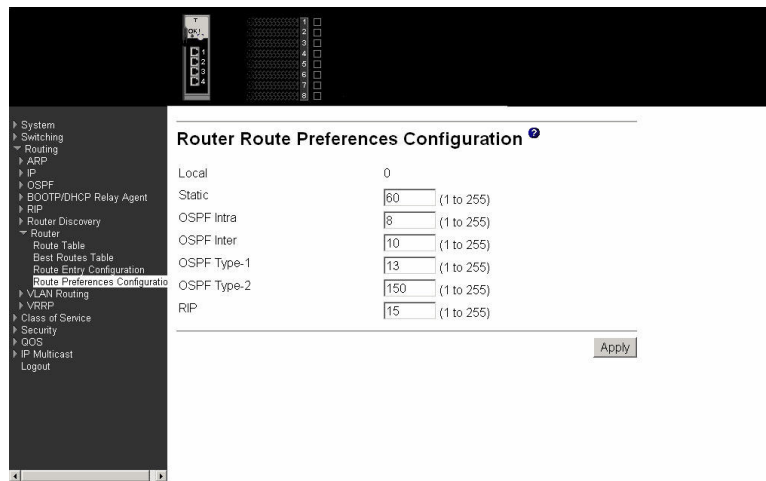 OK!
1
2
3
4
1
2
3
4
5
6
7
8
System
Switching
Routing
ARP
IP
OSPF
BOOTP/DHCP Relay Agent
RIP
Router Discovery
Router
Route Table
Best Routes Table
Route Entry Configuration
Route Preferences Configuratio
VLAN Routing
VRRP
Class of Service
Security
QOS
IP Multicast
Logout
Router Route Preferences Configuration ?
Local 0
Static 60 (1 to 255)
OSPF Intra 8 (1 to 255)
OSPF Inter 10 (1 to 255)
OSPF Type-1 13 (1 to 255)
OSPF Type-2 150 (1 to 255)
RIP 15 (1 to 255)
Apply